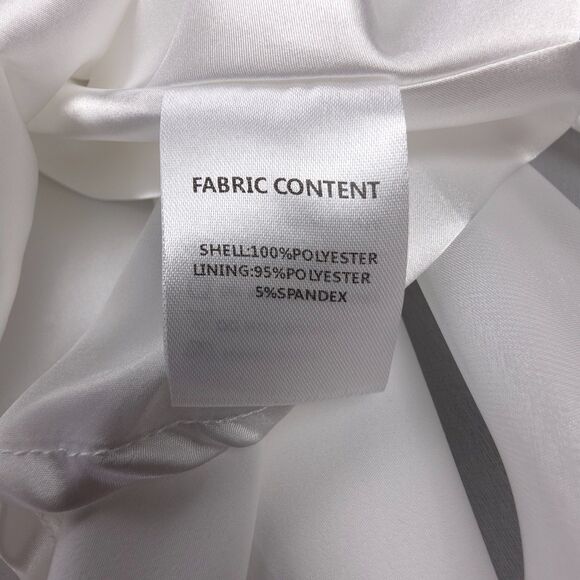 FABRIC CONTENT
SHELL:100%POLYESTER
LINING:95%POLYESTER
5%SPANDEX